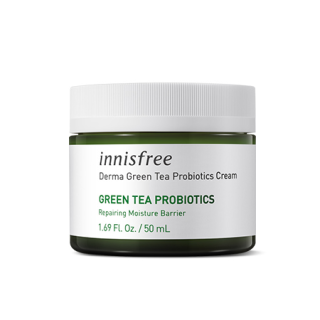 innisfree
Derma Green Tea Probiotics Cream
GREEN TEA PROBIOTICS
Repairing Moisture Barrier
1.69 Fl. Oz. / 50 mL